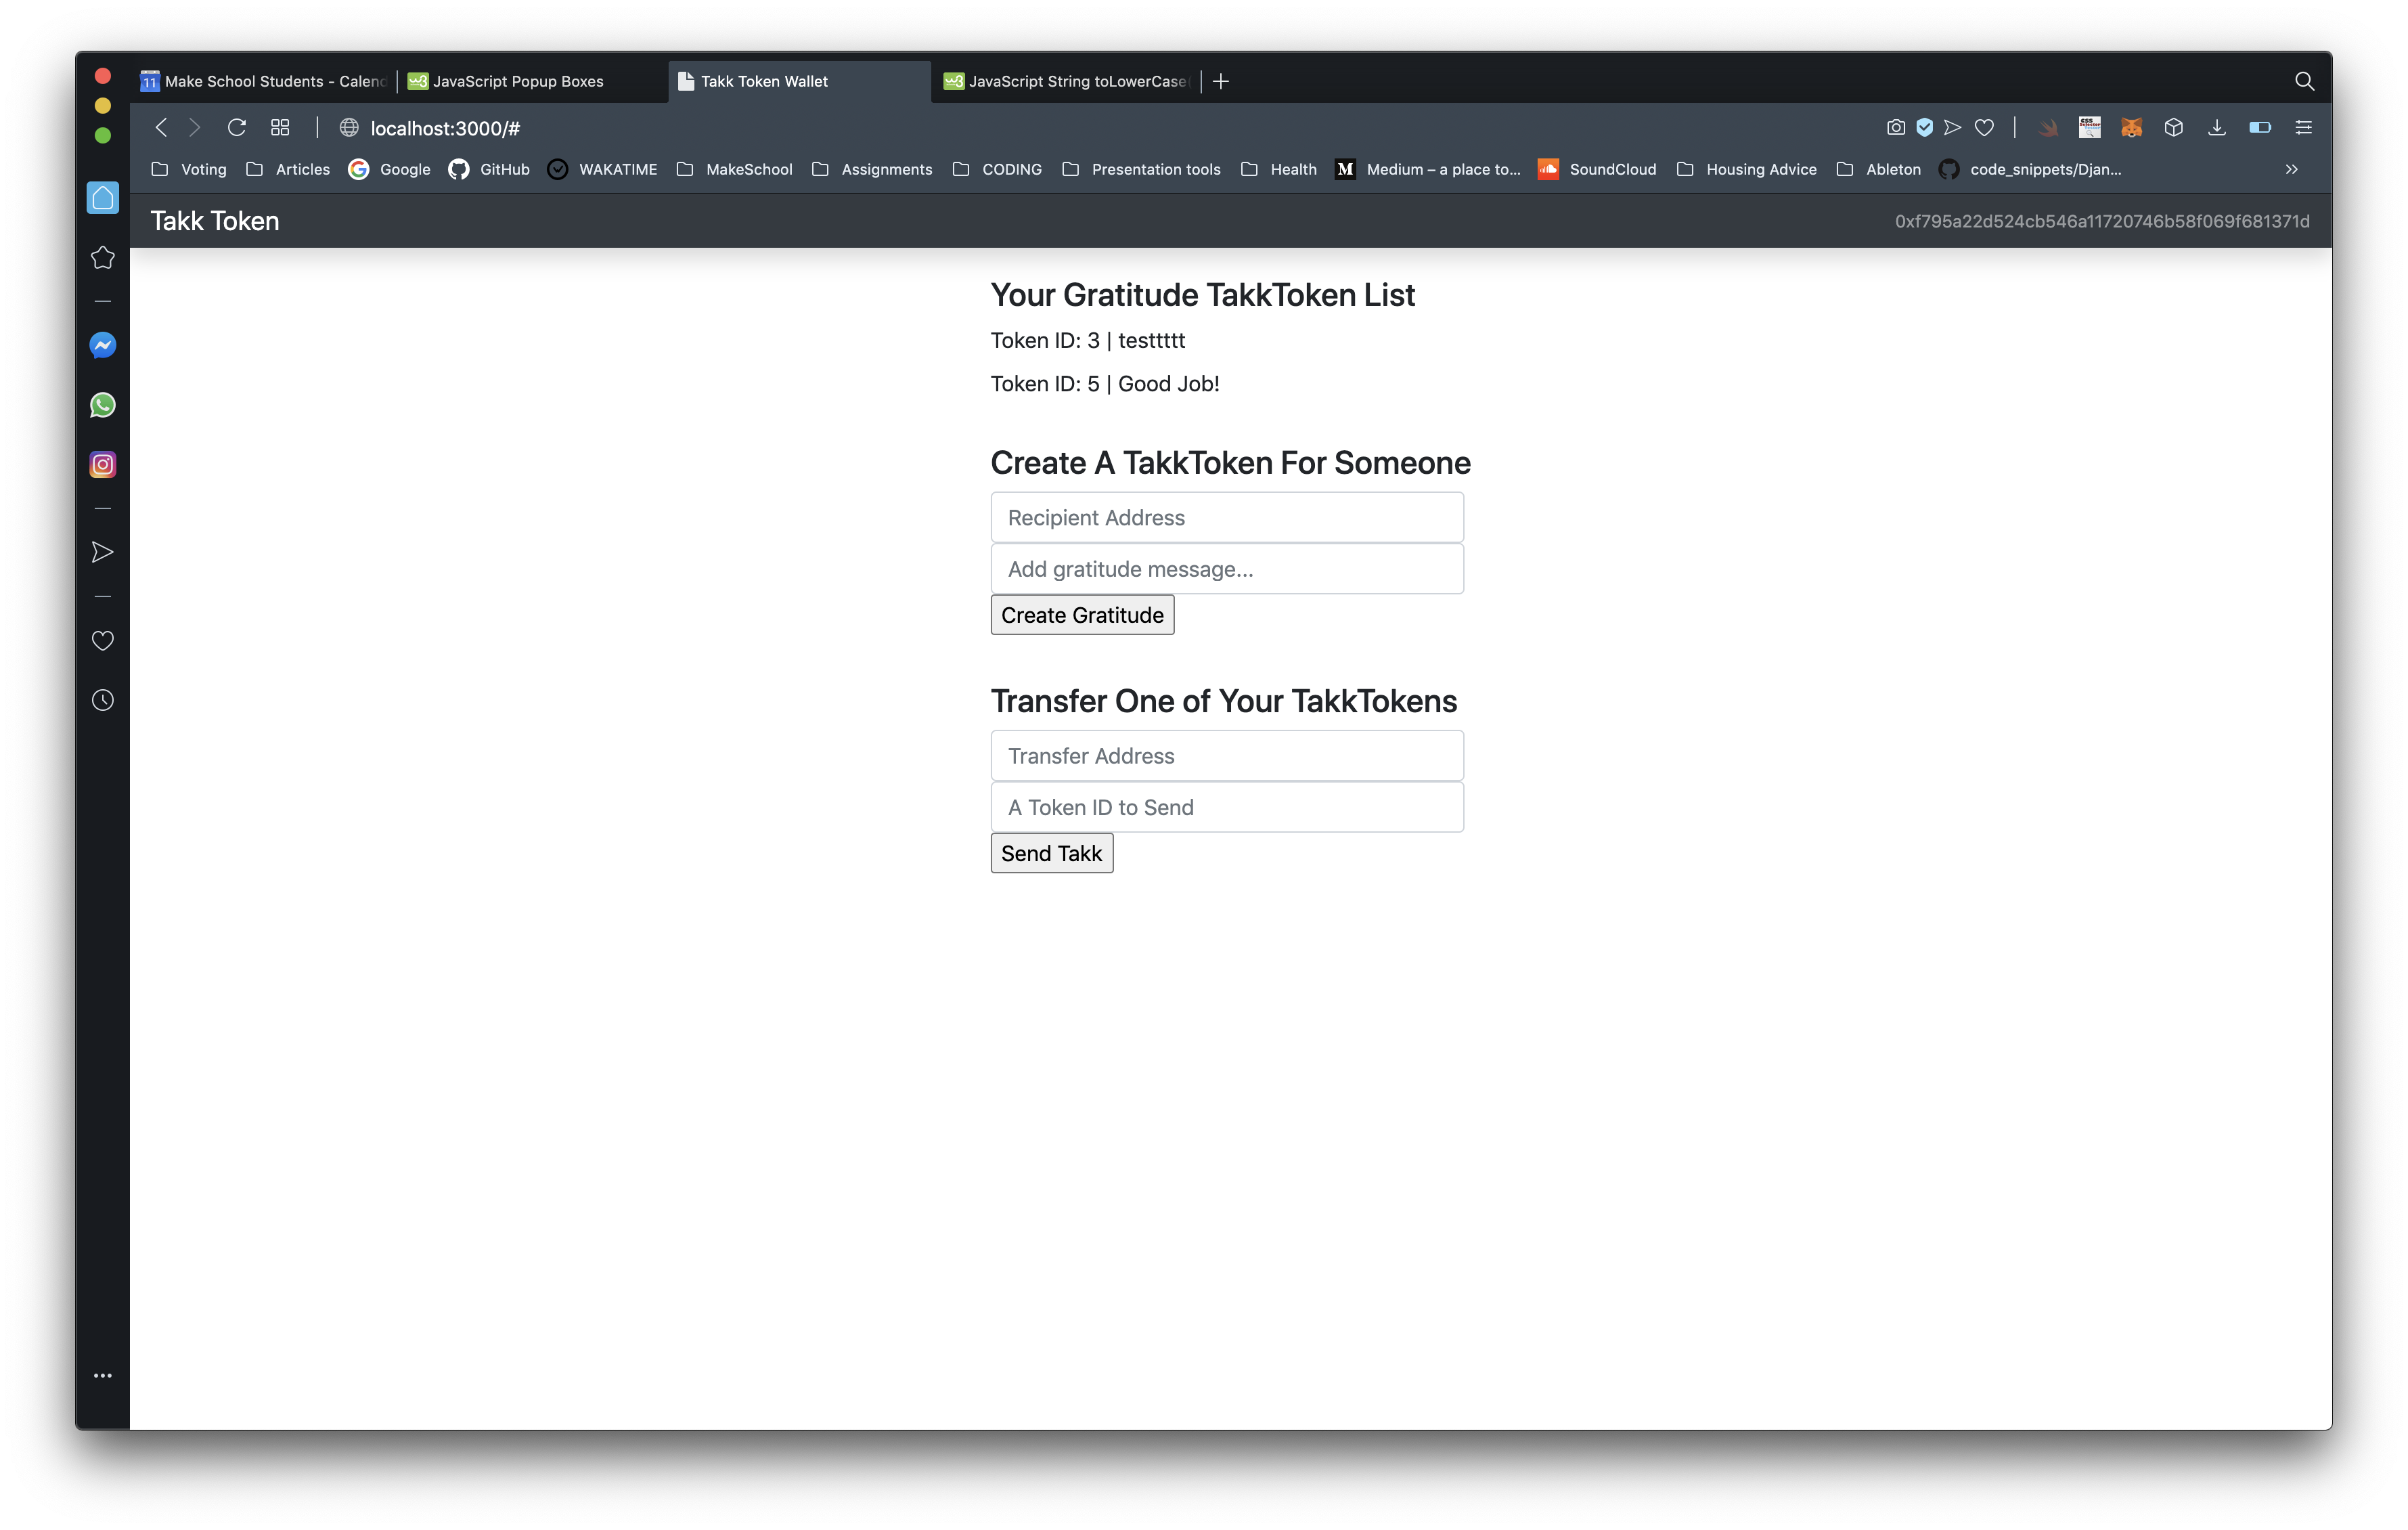 Make School Students - Calend
JavaScript Popup Boxes
Takk Token Wallet
JavaScript String toLowerCase(
localhost:3000/#
Voting
Articles
Google
GitHub
WAKATIME
MakeSchool
Assignments
CODING
Presentation tools
Health
Medium – a place to...
SoundCloud
Housing Advice
Ableton
code_snippets/Djan...
Takk Token
0xf795a22d524cb546a11720746b58f069f681371d
Your Gratitude TakkToken List
Token ID: 3 | testtttt
Token ID: 5 | Good Job!
Create A TakkToken For Someone
Recipient Address
Add gratitude message...
Create Gratitude
Transfer One of Your TakkTokens
Transfer Address
A Token ID to Send
Send Takk